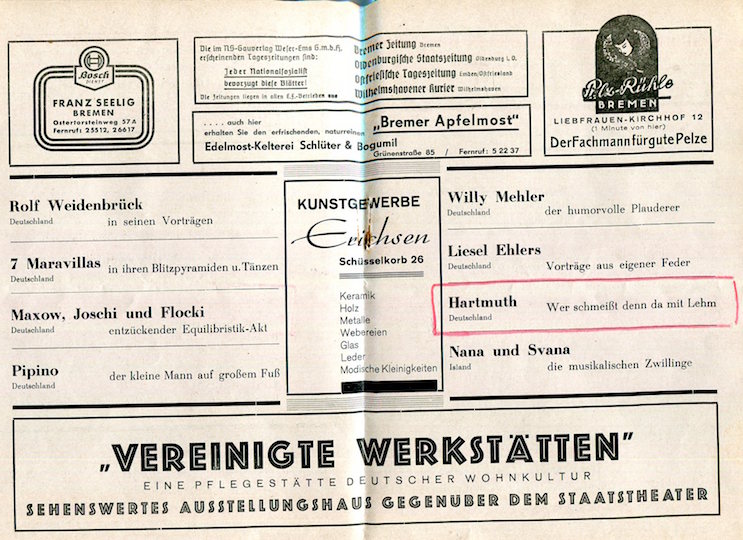 Bosch
DIENST
FRANZ SEELIG
BREMEN
Ostertorsteinweg 57A
Fernruf: 25512, 26617
Die im NS-Gauverlag Weser-Ems G.m.b.H.
erscheinenden Tageszeitungen sind:
Jeder Nationalsozialist
bevorzugt diese Blätter!
Die Zeitungen liegen in allen
Bremer Zeitung Bremen
Oldenburgische Staatszeitung Oldenburg i. O.
Ostfriesische Tageszeitung Emden/Ostfriesland
Wilhelmshavener Kurier Wilhelmshaven
. . . . auch hier
erhalten Sie den erfrischenden, naturreinen
„Bremer Apfelmost"
Edelmost-Kelterei Schlüter & Bogumil
Grünenstraße 85 / Fernruf: 5 22 37
Pelz-Rühle
BREMEN
LIEBFRAUEN-KIRCHHOF 12
(1 Minute von hier)
Der Fachmann für gute Pelze
Rolf Weidenbrück
Deutschland in seinen Vorträgen
7 Maravillas in ihren Blitzpyramiden u. Tänzen
Deutschland
Maxow, Joschi und Flocki
Deutschland entzückender Equilibristik-Akt
Pipino der kleine Mann auf großem Fuß
Deutschland
KUNSTGEWERBE
Erichsen
Schüsselkorb 26
Keramik
Holz
Metalle
Webereien
Glas
Leder
Modische Kleinigkeiten
Willy Mehler
Deutschland der humorvolle Plauderer
Liesel Ehlers
Deutschland Vorträge aus eigener Feder
Hartmuth Wer schmeißt denn da mit Lehm
Deutschland
Nana und Svana
Island die musikalischen Zwillinge
„VEREINIGTE WERKSTÄTTEN"
EINE PFLEGESTÄTTE DEUTSCHER WOHNKULTUR
SEHENSWERTES AUSSTELLUNGSHAUS GEGENÜBER DEM STAATSTHEATER